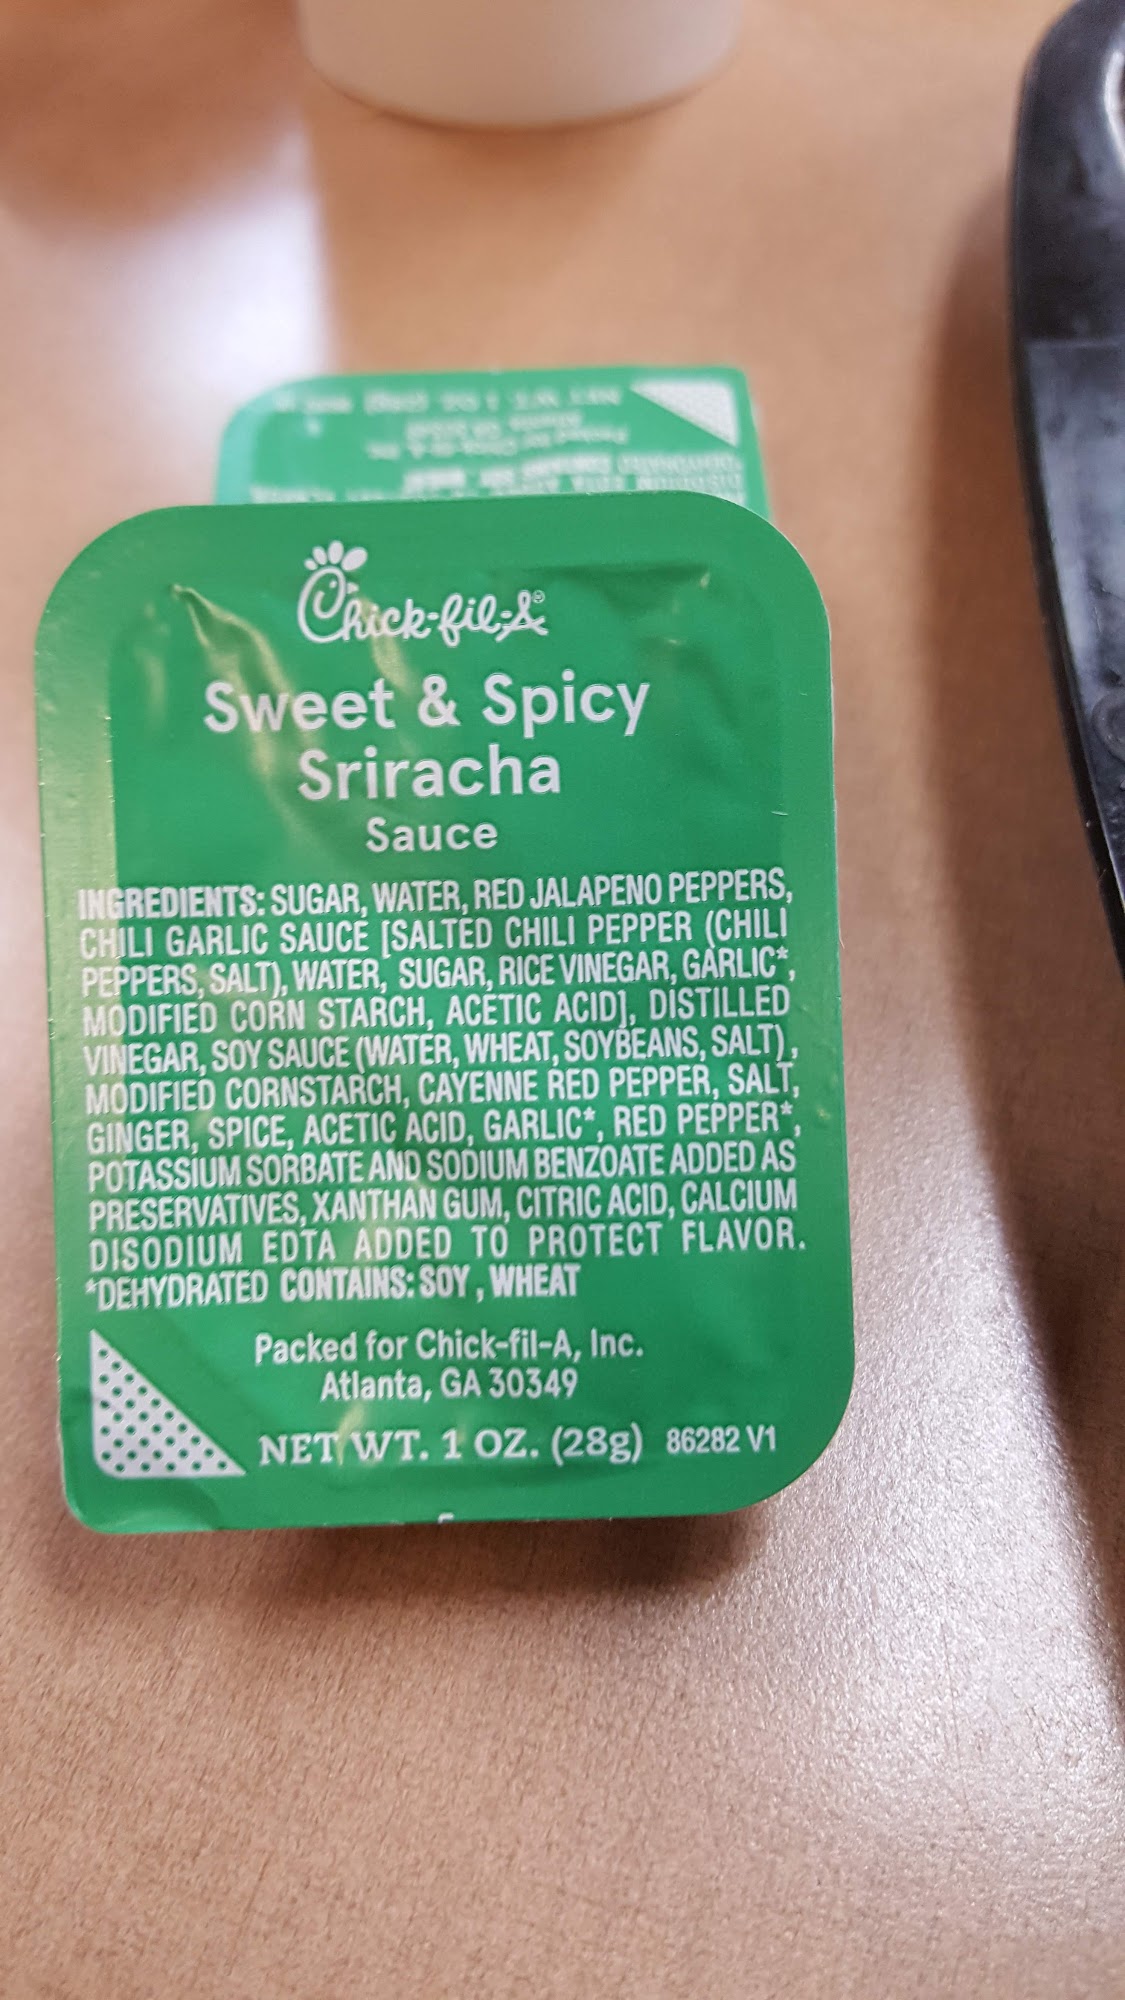 Chick-fil-A®
Sweet & Spicy
Sriracha
Sauce
INGREDIENTS: SUGAR, WATER, RED JALAPENO PEPPERS,
CHILI GARLIC SAUCE [SALTED CHILI PEPPER (CHILI
PEPPERS, SALT), WATER, SUGAR, RICE VINEGAR, GARLIC*,
MODIFIED CORN STARCH, ACETIC ACID], DISTILLED
VINEGAR, SOY SAUCE (WATER, WHEAT, SOYBEANS, SALT),
MODIFIED CORNSTARCH, CAYENNE RED PEPPER, SALT,
GINGER, SPICE, ACETIC ACID, GARLIC*, RED PEPPER*,
POTASSIUM SORBATE AND SODIUM BENZOATE ADDED AS
PRESERVATIVES, XANTHAN GUM, CITRIC ACID, CALCIUM
DISODIUM EDTA ADDED TO PROTECT FLAVOR.
*DEHYDRATED CONTAINS: SOY, WHEAT
Packed for Chick-fil-A, Inc.
Atlanta, GA 30349
NET WT. 1 OZ. (28g) 86282 V1